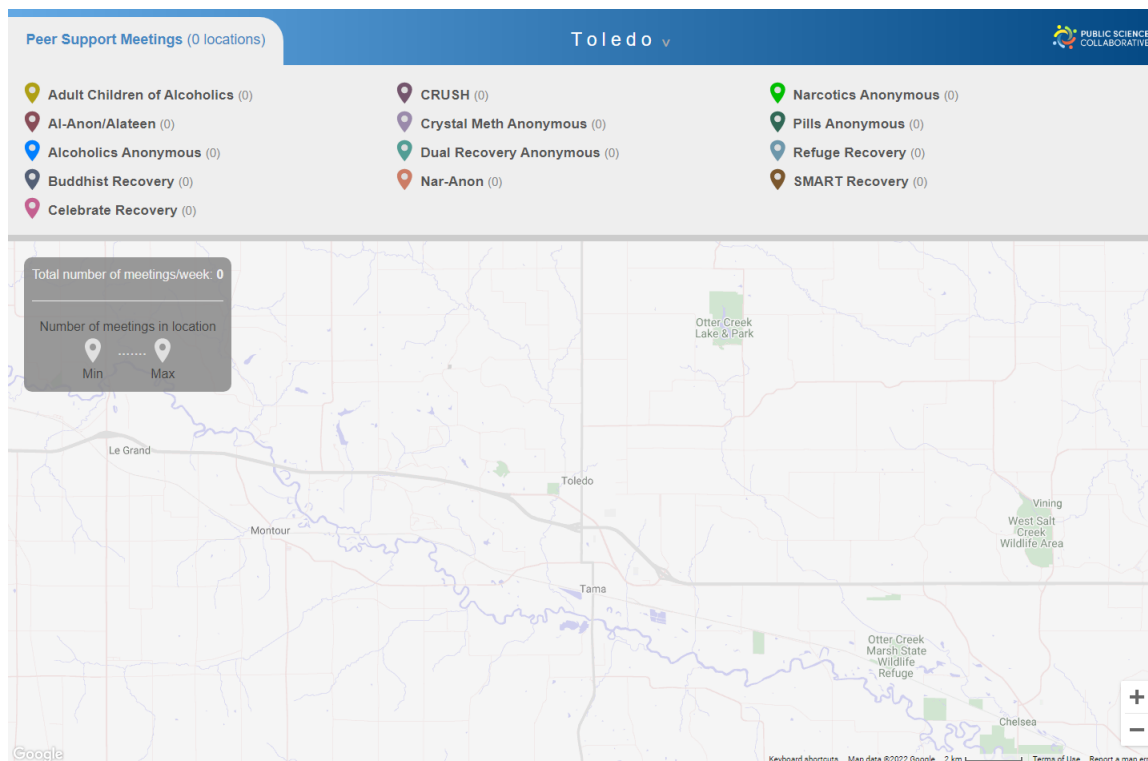 Peer Support Meetings (0 locations)
Toledo v
PUBLIC SCIENCE
COLLABORATIVE
Adult Children of Alcoholics (0)
Al-Anon/Alateen (0)
Alcoholics Anonymous (0)
Buddhist Recovery (0)
Celebrate Recovery (0)
CRUSH (0)
Crystal Meth Anonymous (0)
Dual Recovery Anonymous (0)
Nar-Anon (0)
Narcotics Anonymous (0)
Pills Anonymous (0)
Refuge Recovery (0)
SMART Recovery (0)
Total number of meetings/week: 0
Number of meetings in location
Min ....... Max
Otter Creek
Lake & Park
Le Grand
Toledo
Vining
West Salt
Creek
Wildlife Area
Montour
Tama
Otter Creek
Marsh State
Wildlife
Refuge
Chelsea
+
−
Google
Keyboard shortcuts Map data ©2022 Google 2 km Terms of Use Report a map er